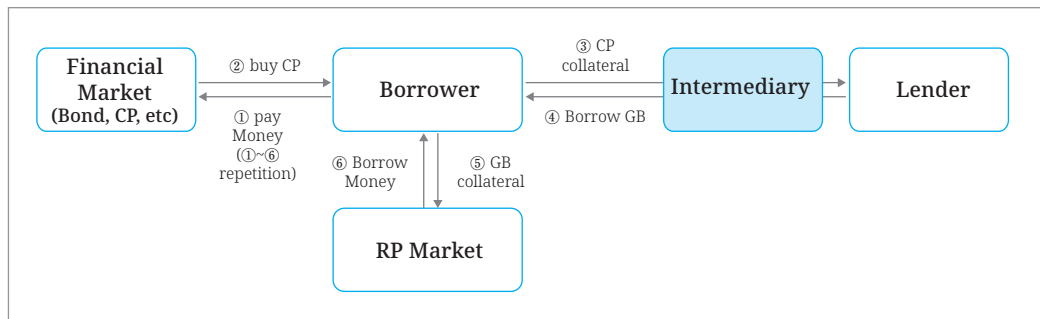 Financial
Market
(Bond, CP, etc)
② buy CP
① pay
Money
(①~⑥
repetition)
Borrower
③ CP
collateral
④ Borrow GB
Intermediary
Lender
⑥ Borrow
Money
⑤ GB
collateral
RP Market